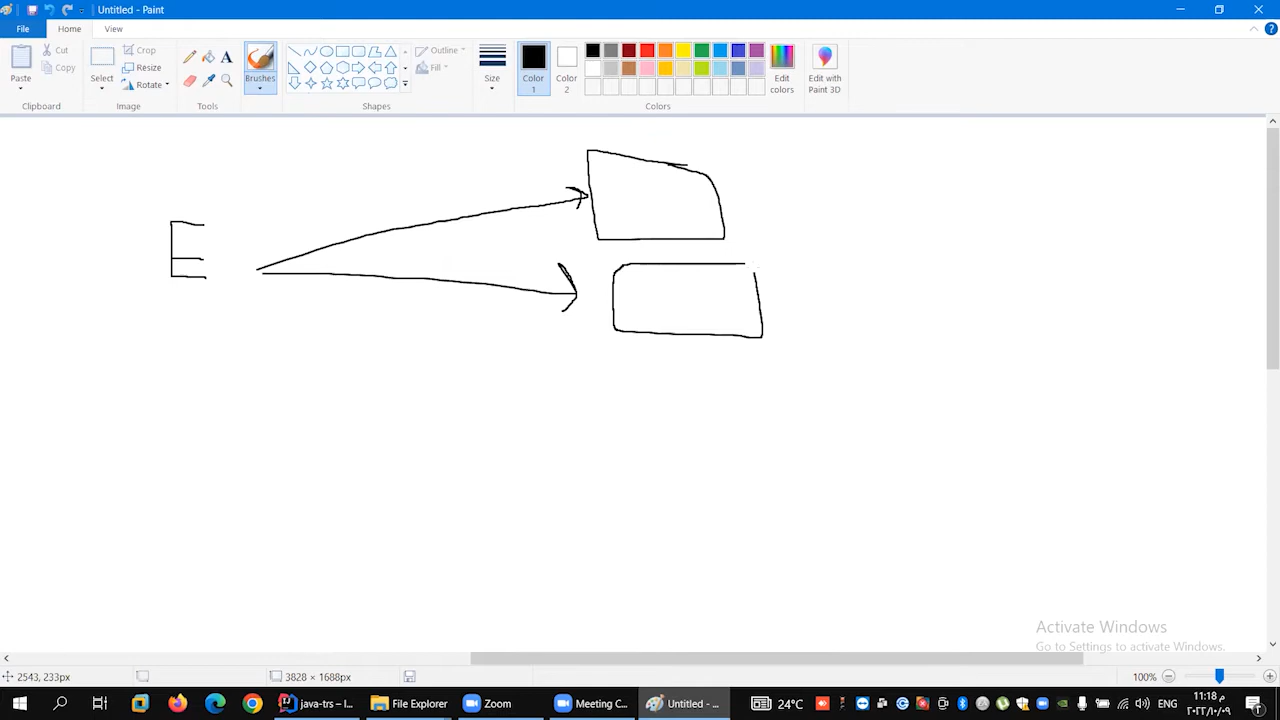 Untitled - Paint
File
Home
View
Paste
Cut
Copy
Clipboard
Select
Crop
Resize
Rotate
Image
Tools
Brushes
Shapes
Outline
Fill
Size
Color
1
Color
2
Colors
Edit
colors
Edit with
Paint 3D
E
Activate Windows
Go to Settings to activate Windows.
2543, 233px
3828 × 1688px
100%
java-trs – I...
File Explorer
Zoom
Meeting C...
Untitled - ...
24°C
ENG
11:18 م